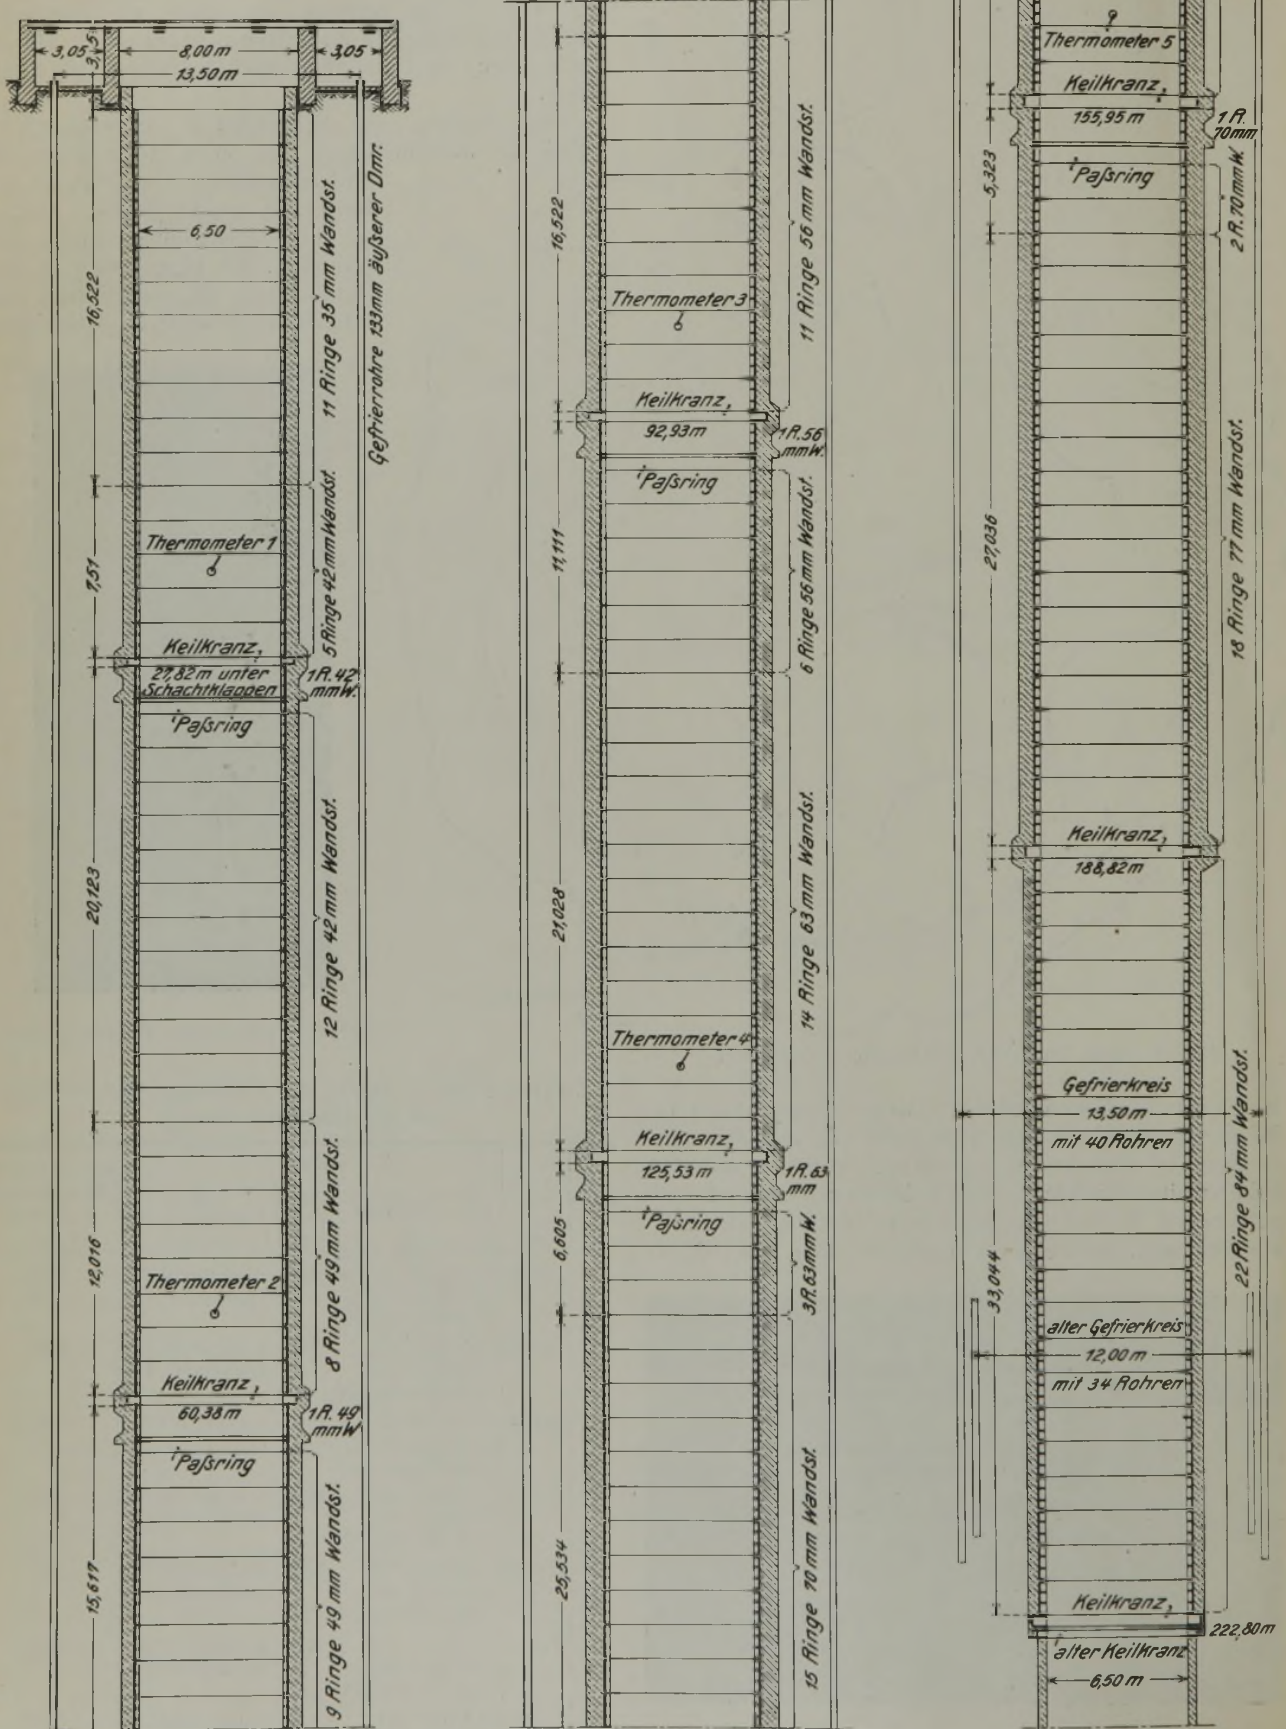 3,05
8,00 m
3,05
3,15
13,50 m
6,50
16,522
11 Ringe 35 mm Wandst.
Gefrierrohre 133mm äußerer Dmr.
Thermometer 1
7,51
5 Ringe 42 mm Wandst.
Keilkranz,
27,82 m unter
Schachtklappen
1 R. 42
mm W.
Paßring
20,123
12 Ringe 42 mm Wandst.
12,016
Thermometer 2
8 Ringe 49 mm Wandst.
Keilkranz,
60,38 m
1 R. 49
mm W
Paßring
15,617
9 Ringe 49 mm Wandst.
16,522
11 Ringe 56 mm Wandst.
Thermometer 3
Keilkranz,
92,93 m
1 R. 56
mm W.
Paßring
11,111
6 Ringe 56 mm Wandst.
21,028
14 Ringe 63 mm Wandst.
Thermometer 4
Keilkranz,
125,53 m
1 R. 63
mm
Paßring
6,605
3 R. 63 mm W.
25,534
15 Ringe 70 mm Wandst.
Thermometer 5
Keilkranz,
155,95 m
1 R.
70 mm
Paßring
5,323
2 R. 70 mm W.
27,036
18 Ringe 77 mm Wandst.
Keilkranz,
188,82 m
Gefrierkreis
13,50 m
mit 40 Rohren
22 Ringe 84 mm Wandst.
33,044
alter Gefrierkreis
12,00 m
mit 34 Rohren
Keilkranz,
222,80 m
alter Keilkranz
6,50 m